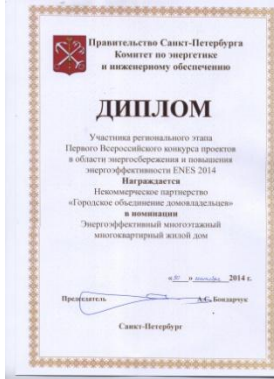 Правительство Санкт-Петербурга
Комитет по энергетике
и инженерному обеспечению
ДИПЛОМ
Участника регионального этапа
Первого Всероссийского конкурса проектов
в области энергосбережения и повышения
энергоэффективности ENES 2014
Награждается
Некоммерческое партнерство
«Городское объединение домовладельцев»
в номинации
Энергоэффективный многоэтажный
многоквартирный жилой дом
2014 г.
Председатель А.С. Бондарчук
Санкт-Петербург